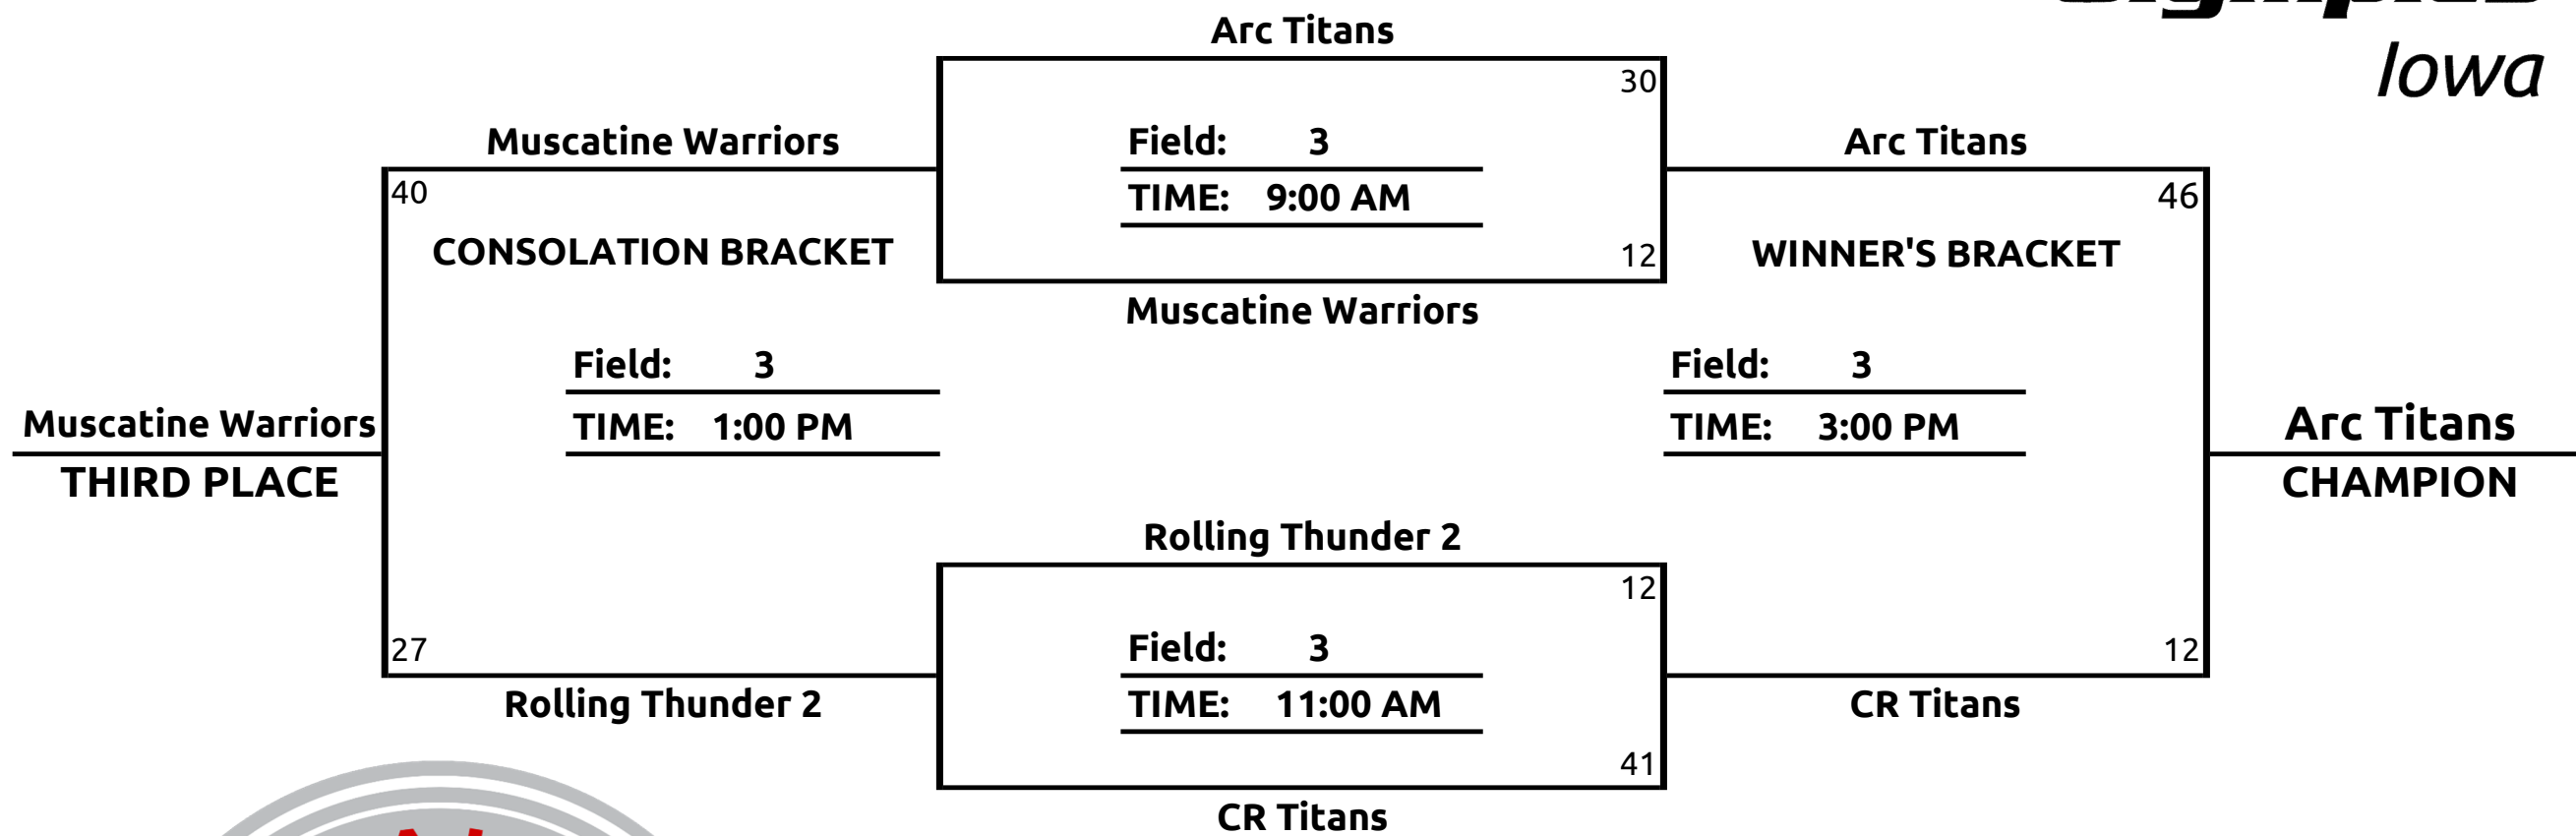 Arc Titans
30
Iowa
Muscatine Warriors
Field: 3
Arc Titans
40
TIME: 9:00 AM
46
CONSOLATION BRACKET
12
WINNER'S BRACKET
Muscatine Warriors
Field: 3
Field: 3
Muscatine Warriors
TIME: 1:00 PM
TIME: 3:00 PM
Arc Titans
THIRD PLACE
CHAMPION
Rolling Thunder 2
12
27
Field: 3
12
Rolling Thunder 2
TIME: 11:00 AM
CR Titans
41
CR Titans